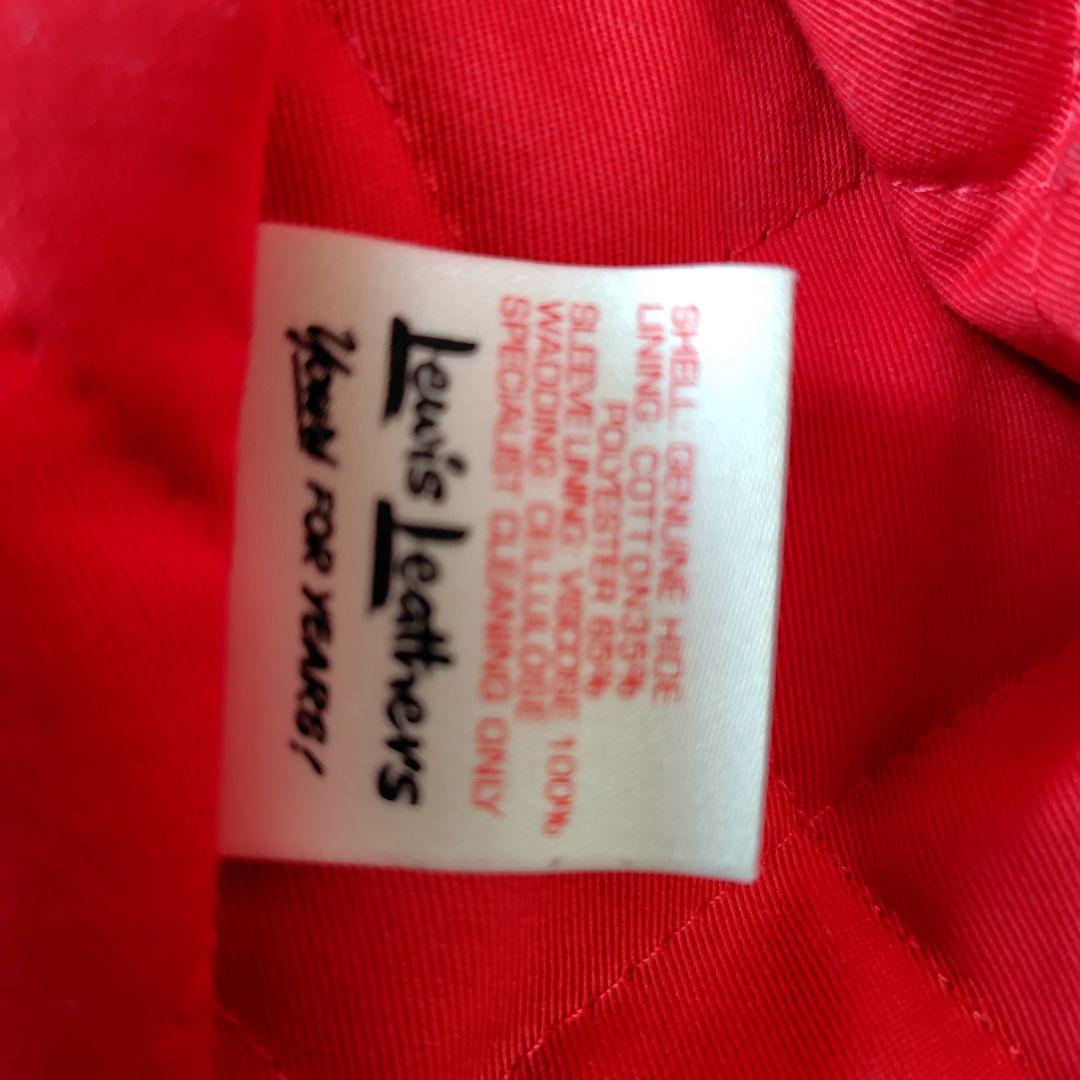 SHELL GENUINE HIDE
LINING COTTON35%
POLYESTER 65%
SLEEVE LINING VISCOSE 100%
WADDING CELLULOSE
SPECIALIST CLEANING ONLY
Lewis Leathers
Yours FOR YEARS!